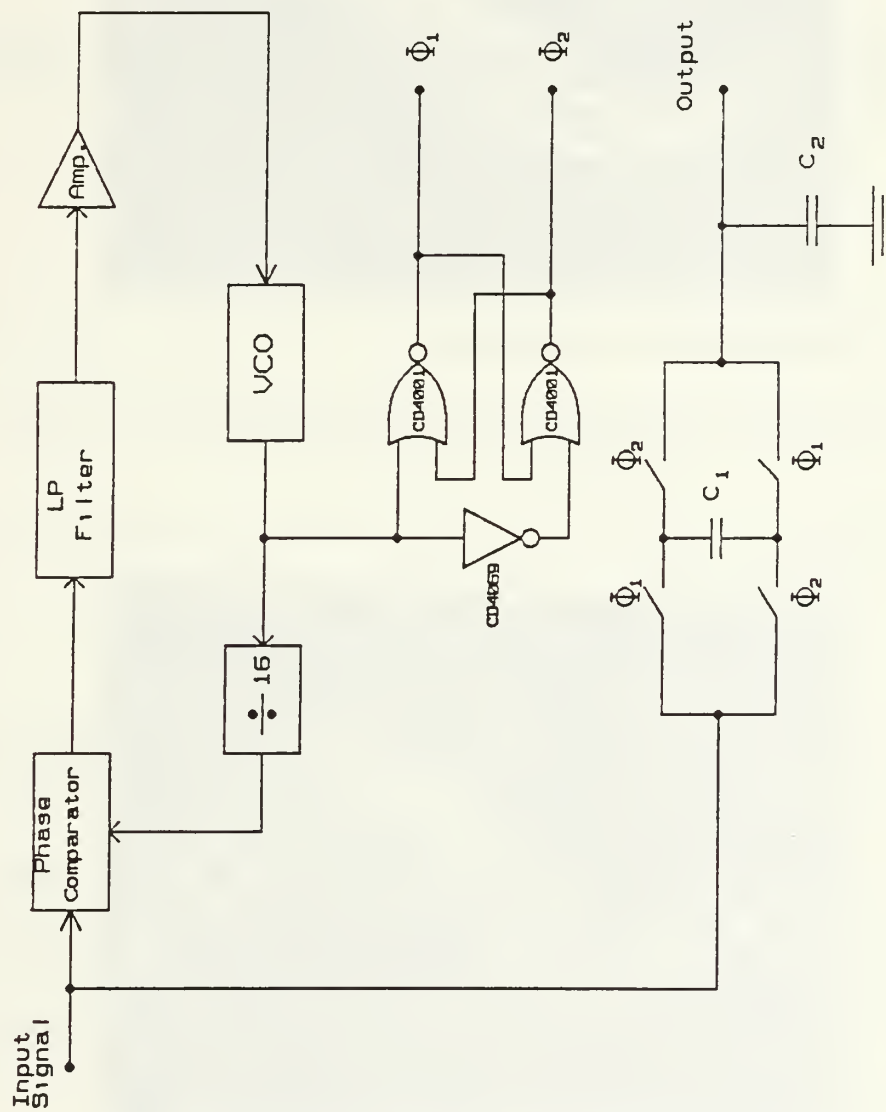 Input
Signal
Phase
Comparator
LP
Filter
Amp.
÷ 16
VCO
CD4069
CD4001
CD4001
Φ1
Φ2
Φ1
Φ2
C1
Φ2
Φ1
Output
C2